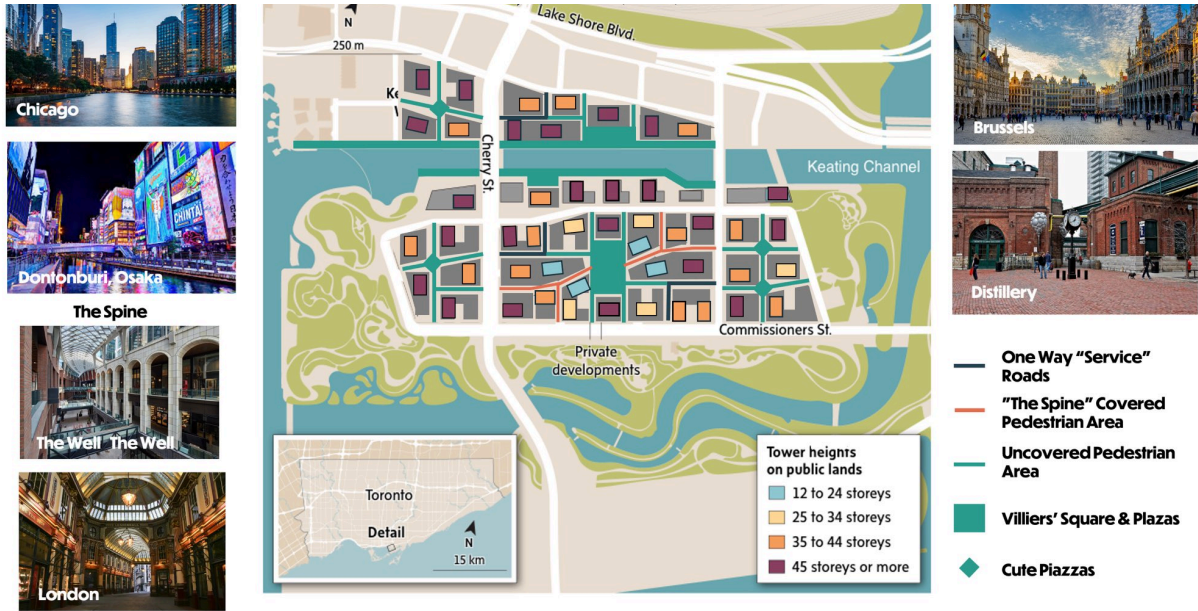 Chicago
Dontonburi, Osaka
The Spine
The Well The Well
London
N
250 m
Lake Shore Blvd.
Ke
Cherry St.
Keating Channel
Commissioners St.
Private
developments
Toronto
Detail
N
15 km
Tower heights
on public lands
12 to 24 storeys
25 to 34 storeys
35 to 44 storeys
45 storeys or more
Brussels
Distillery
One Way “Service”
Roads
”The Spine” Covered
Pedestrian Area
Uncovered Pedestrian
Area
Villiers’ Square & Plazas
Cute Piazzas